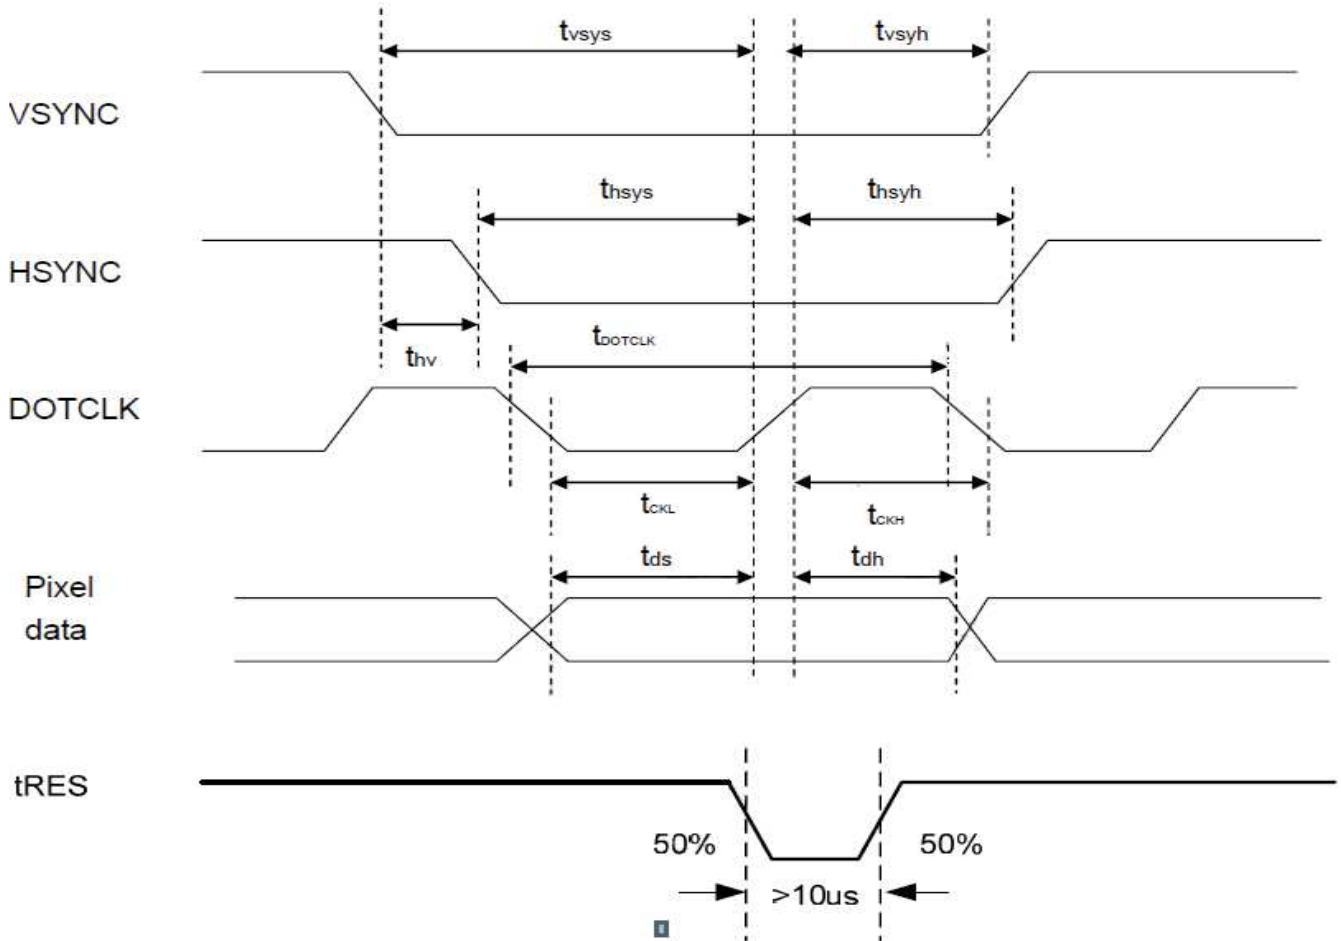 tvsys
tvsyh
VSYNC
thsys
thsyh
HSYNC
thv
tDOTCLK
DOTCLK
tCKL
tCKH
tds
tdh
Pixel
data
tRES
50%
50%
>10us